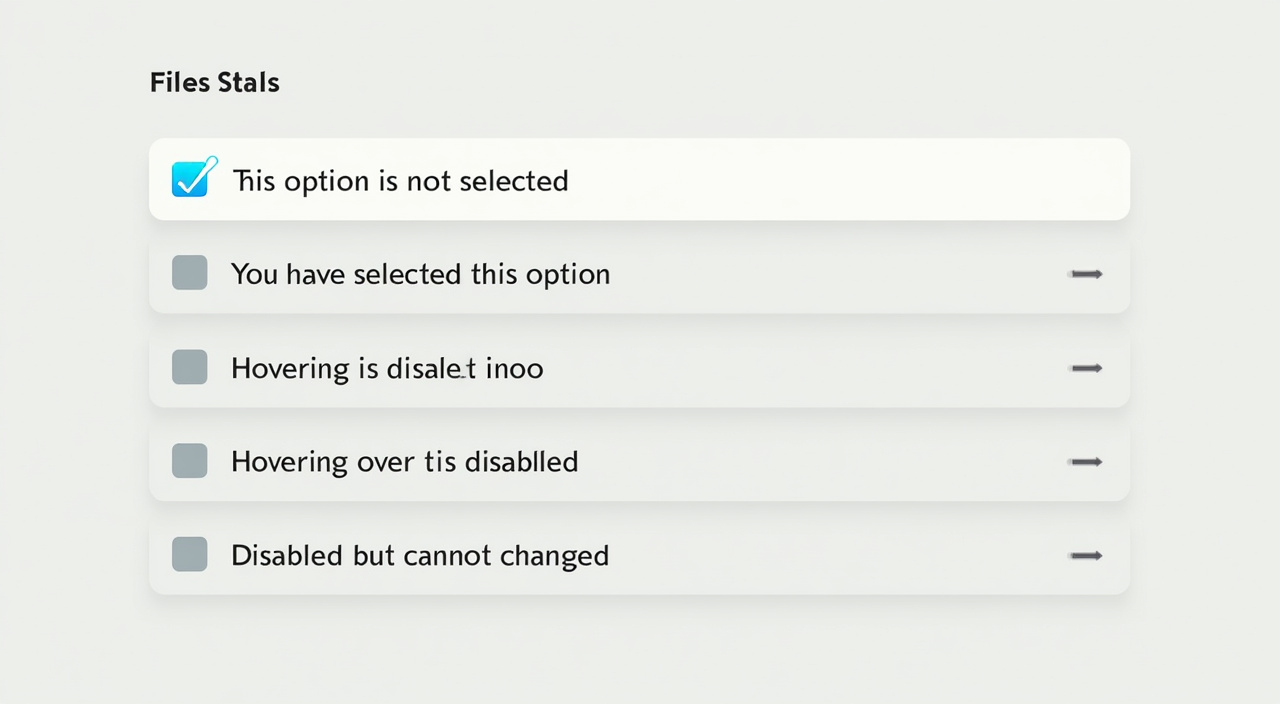 Files Stals
This option is not selected
You have selected this option
Hovering is disalet inoo
Hovering over tis disablled
Disabled but cannot changed